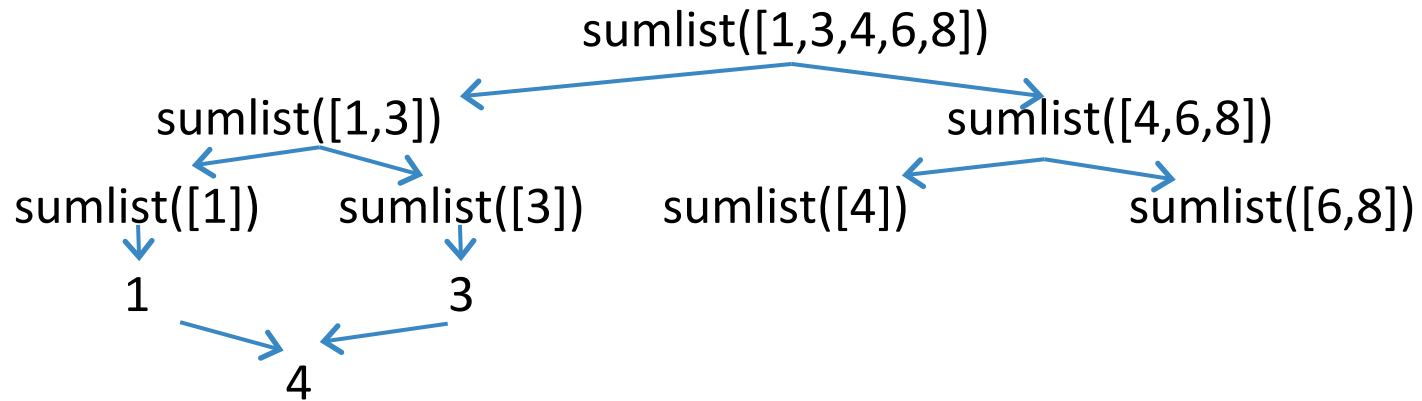 sumlist([1,3,4,6,8])
sumlist([1,3]) sumlist([4,6,8])
sumlist([1]) sumlist([3]) sumlist([4]) sumlist([6,8])
1 3
4